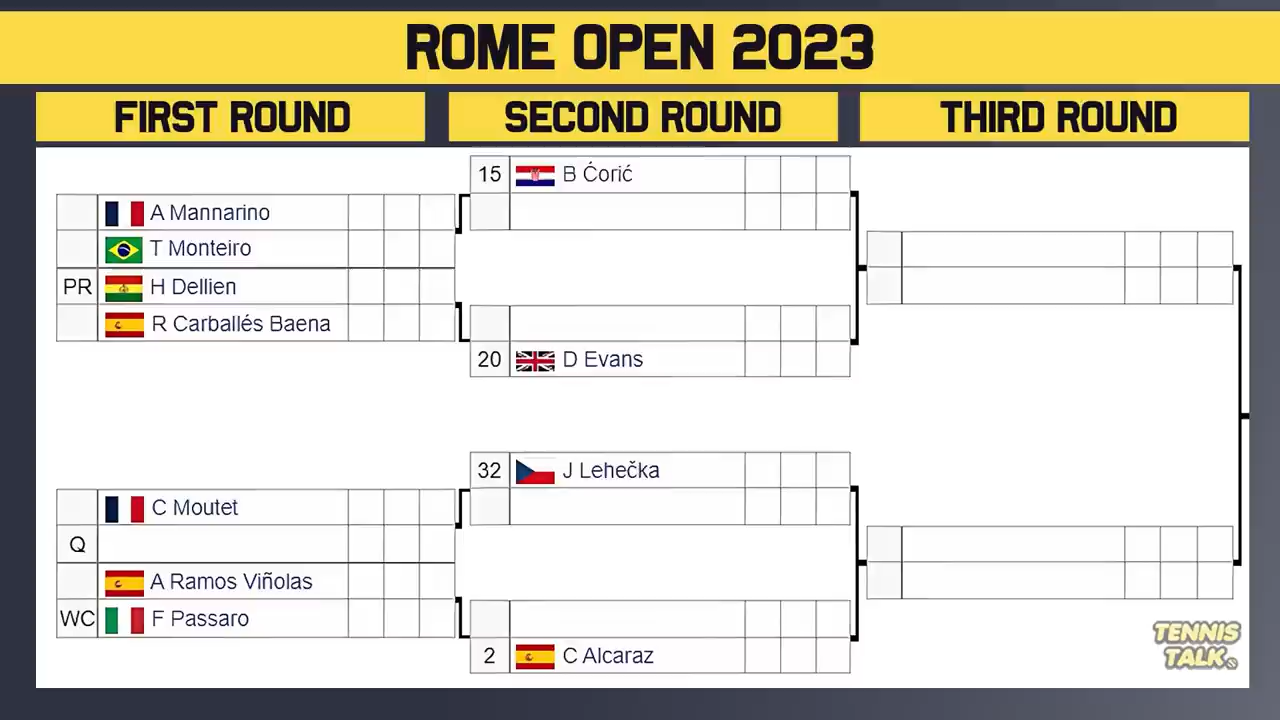 ROME OPEN 2023
FIRST ROUND
SECOND ROUND
THIRD ROUND
15 B Ćorić
A Mannarino
T Monteiro
PR H Dellien
R Carballés Baena
20 D Evans
32 J Lehečka
C Moutet
Q
A Ramos Viñolas
WC F Passaro
2 C Alcaraz
TENNIS
TALK